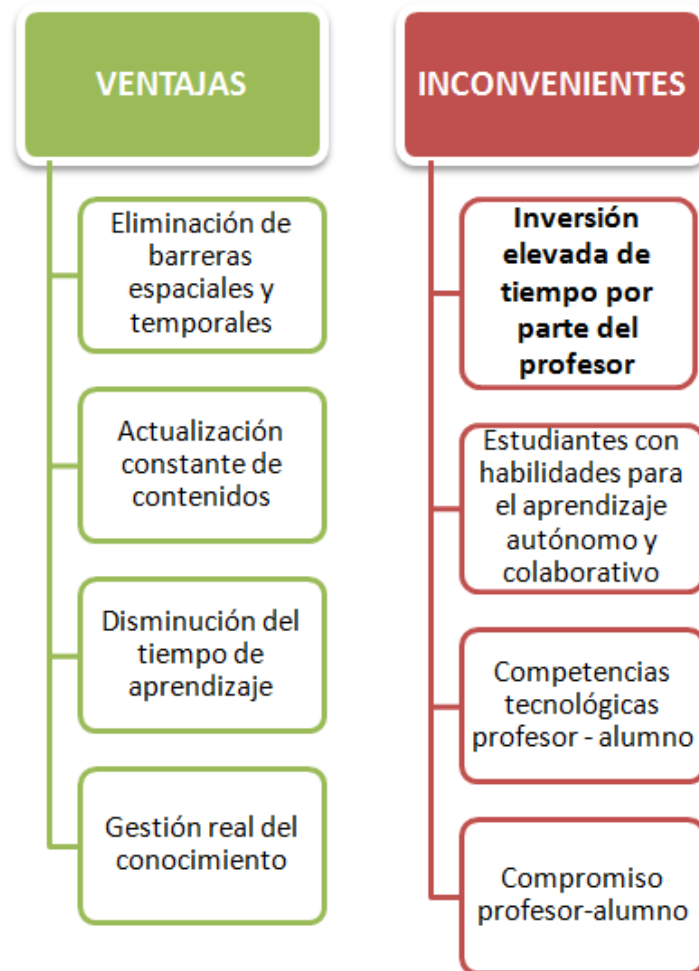 VENTAJAS
Eliminación de
barreras
espaciales y
temporales
Actualización
constante de
contenidos
Disminución del
tiempo de
aprendizaje
Gestión real del
conocimiento
INCONVENIENTES
Inversión
elevada de
tiempo por
parte del
profesor
Estudiantes con
habilidades para
el aprendizaje
autónomo y
colaborativo
Competencias
tecnológicas
profesor - alumno
Compromiso
profesor-alumno